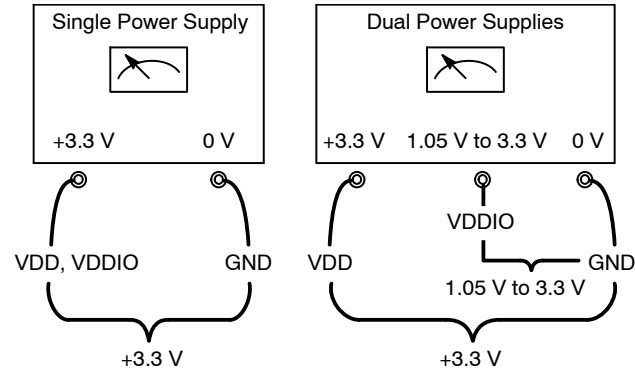 Single Power Supply
+3.3 V 0 V
VDD, VDDIO GND
+3.3 V
Dual Power Supplies
+3.3 V 1.05 V to 3.3 V 0 V
VDDIO
VDD GND
1.05 V to 3.3 V
+3.3 V